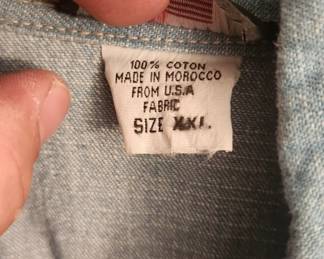 100% COTON
MADE IN MOROCCO
FROM U.S.A
FABRIC
SIZE XXL